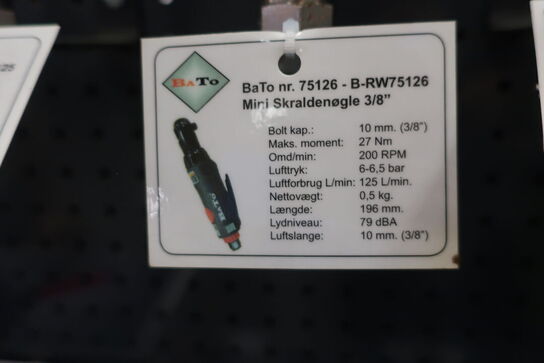 BATO
BaTo nr. 75126 - B-RW75126
Mini Skraldenøgle 3/8"
Bolt kap.: 10 mm. (3/8")
Maks. moment: 27 Nm
Omd/min: 200 RPM
Lufttryk: 6-6,5 bar
Luftforbrug L/min: 125 L/min.
Nettovægt: 0,5 kg.
Længde: 196 mm.
Lydniveau: 79 dBA
Luftslange: 10 mm. (3/8")
BATO